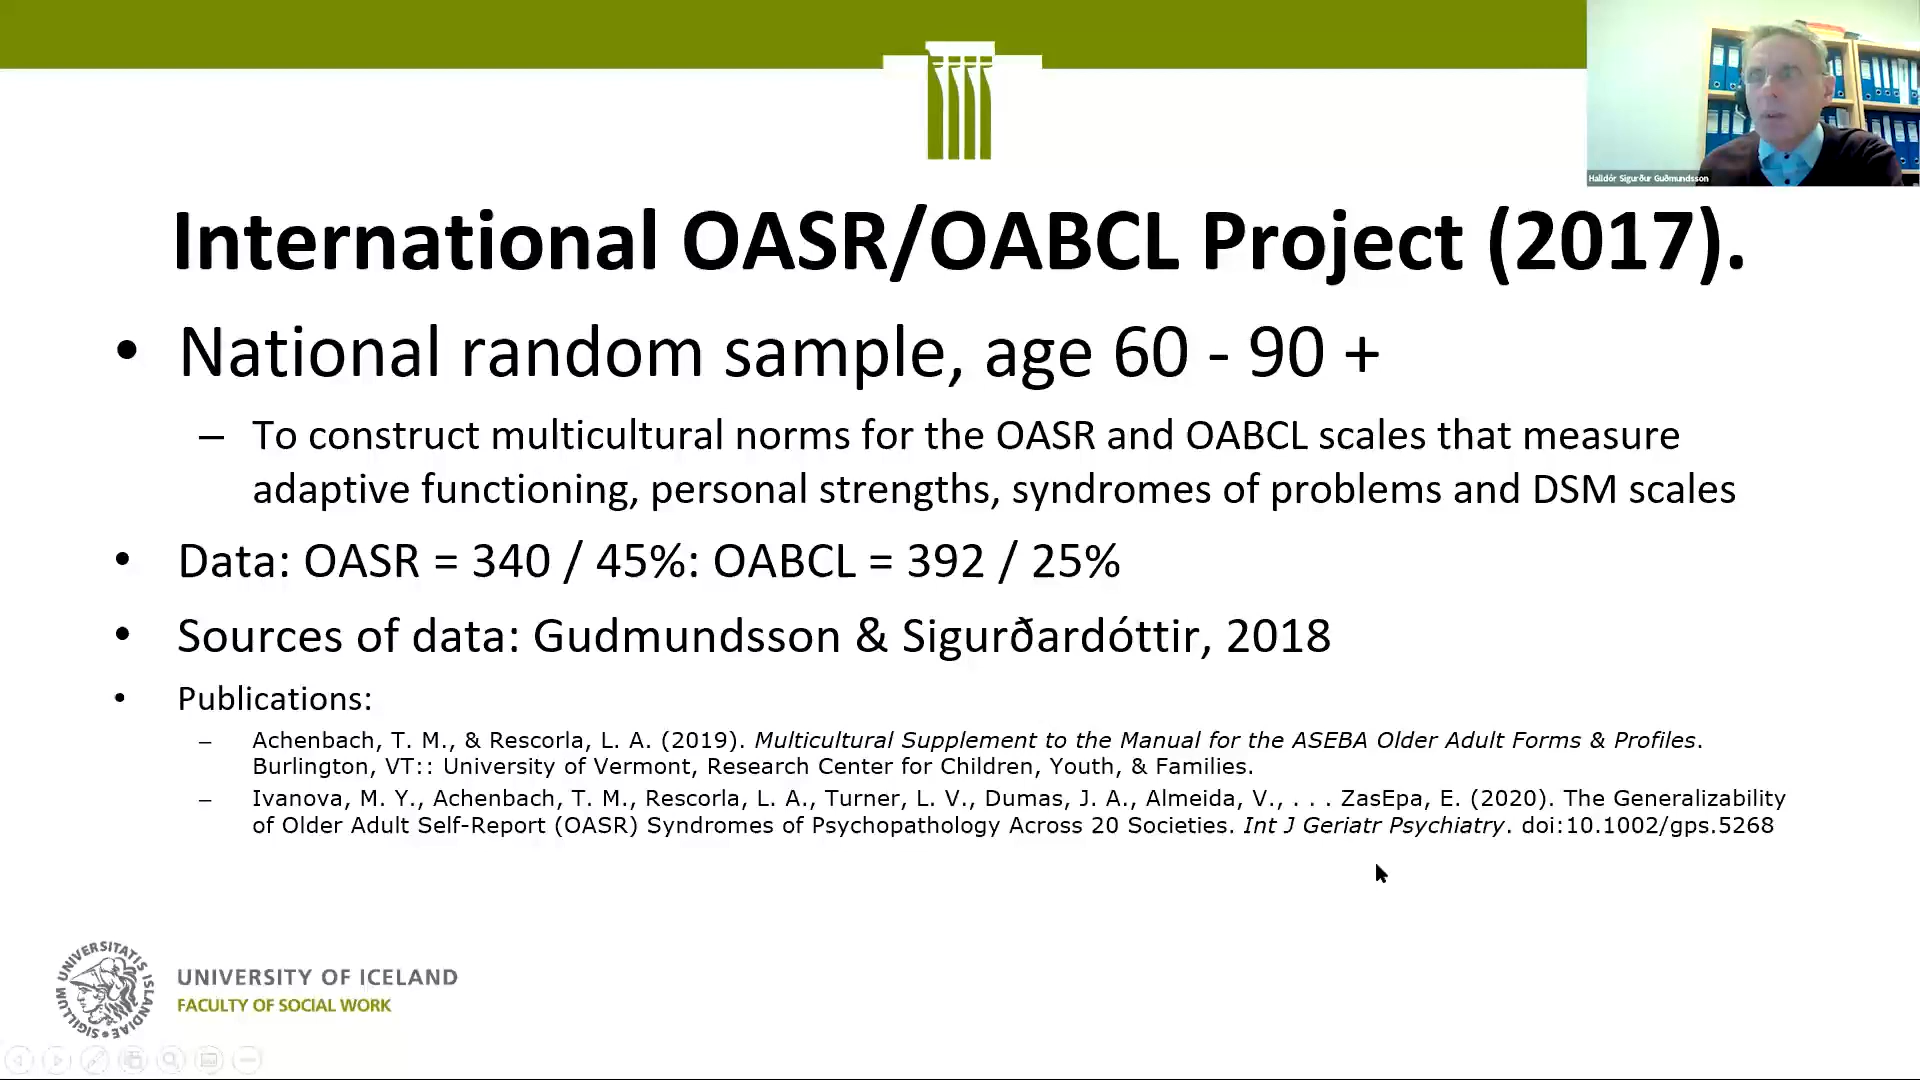 Halldór Sigurður Guðmundsson
International OASR/OABCL Project (2017).
• National random sample, age 60 - 90 +
– To construct multicultural norms for the OASR and OABCL scales that measure
adaptive functioning, personal strengths, syndromes of problems and DSM scales
• Data: OASR = 340 / 45%: OABCL = 392 / 25%
• Sources of data: Gudmundsson & Sigurðardóttir, 2018
• Publications:
– Achenbach, T. M., & Rescorla, L. A. (2019). Multicultural Supplement to the Manual for the ASEBA Older Adult Forms & Profiles.
Burlington, VT:: University of Vermont, Research Center for Children, Youth, & Families.
– Ivanova, M. Y., Achenbach, T. M., Rescorla, L. A., Turner, L. V., Dumas, J. A., Almeida, V., . . . ZasEpa, E. (2020). The Generalizability
of Older Adult Self-Report (OASR) Syndromes of Psychopathology Across 20 Societies. Int J Geriatr Psychiatry. doi:10.1002/gps.5268
SIGILLUM UNIVERSITATIS ISLANDIAE
UNIVERSITY OF ICELAND
FACULTY OF SOCIAL WORK